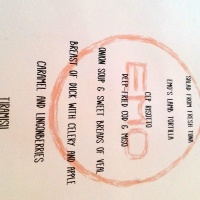 SALAD FROM FRESH TUNA
EMO'S LAMB TORTILLA
CEP RISOTTO
DEEP-FRIED COD & MISO
ONION SOUP & SWEET BREADS OF VEAL
BREAST OF DUCK WITH CELERY AND APPLE
CARAMEL AND LINGONBERRIES
TIRAMISU
EMO